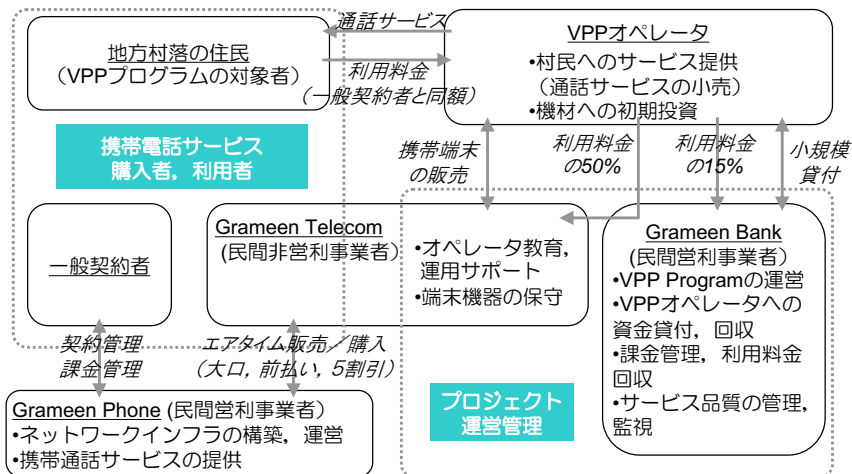 通話サービス
地方村落の住民
（VPPプログラムの対象者）
利用料金
（一般契約者と同額）
VPPオペレータ
•村民へのサービス提供
（通話サービスの小売）
•機材への初期投資
携帯電話サービス
購入者，利用者
携帯端末
の販売
利用料金
の50%
利用料金
の15%
小規模
貸付
一般契約者
Grameen Telecom
(民間非営利事業者）
•オペレータ教育，
運用サポート
•端末機器の保守
Grameen Bank
(民間営利事業者）
•VPP Programの運営
•VPPオペレータへの
資金貸付，回収
•課金管理，利用料金
回収
•サービス品質の管理，
監視
契約管理
課金管理
エアタイム販売／購入
（大口，前払い，5割引）
プロジェクト
運営管理
Grameen Phone (民間営利事業者）
•ネットワークインフラの構築，運営
•携帯通話サービスの提供